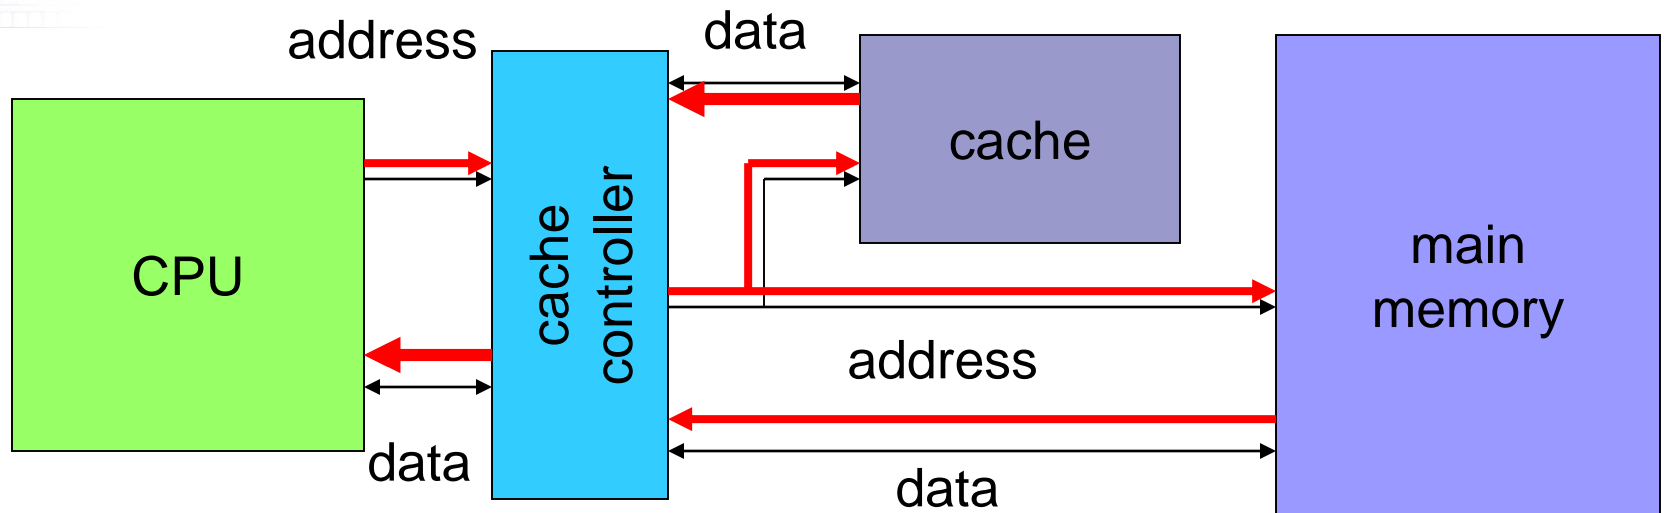 address
data
CPU
cache
controller
cache
main
memory
address
data
data